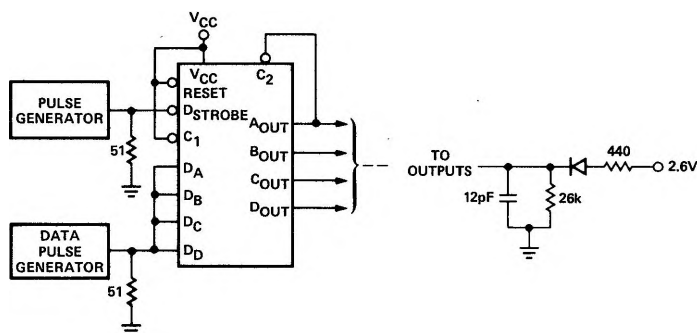 VCC
VCC
C2
RESET
PULSE
GENERATOR
DSTROBE
51
C1
AOUT
BOUT
COUT
DOUT
DA
DB
DC
DD
DATA
PULSE
GENERATOR
51
TO
OUTPUTS
440
2.6V
12pF
26k